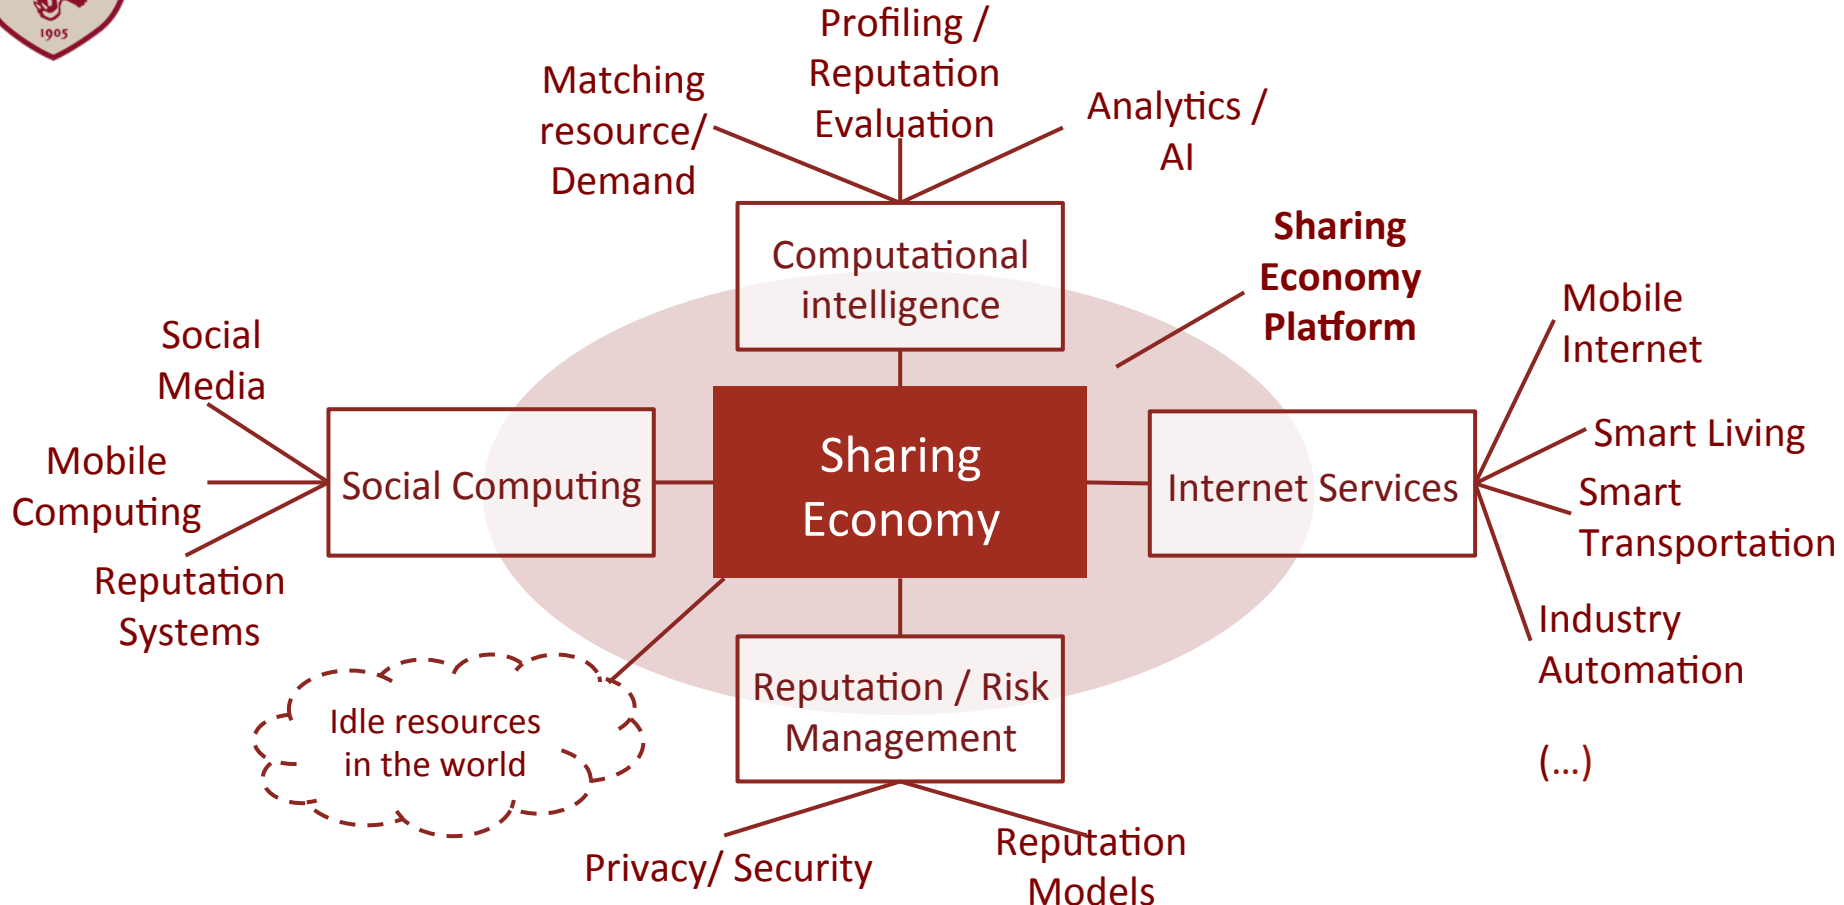 1905
Profiling /
Reputation
Evaluation
Matching
resource/
Demand
Analytics /
AI
Computational
intelligence
Sharing
Economy
Platform
Social
Media
Mobile
Computing
Reputation
Systems
Social Computing
Sharing
Economy
Internet Services
Mobile
Internet
Smart Living
Smart
Transportation
Industry
Automation
(...)
Idle resources
in the world
Reputation / Risk
Management
Privacy/ Security
Reputation
Models